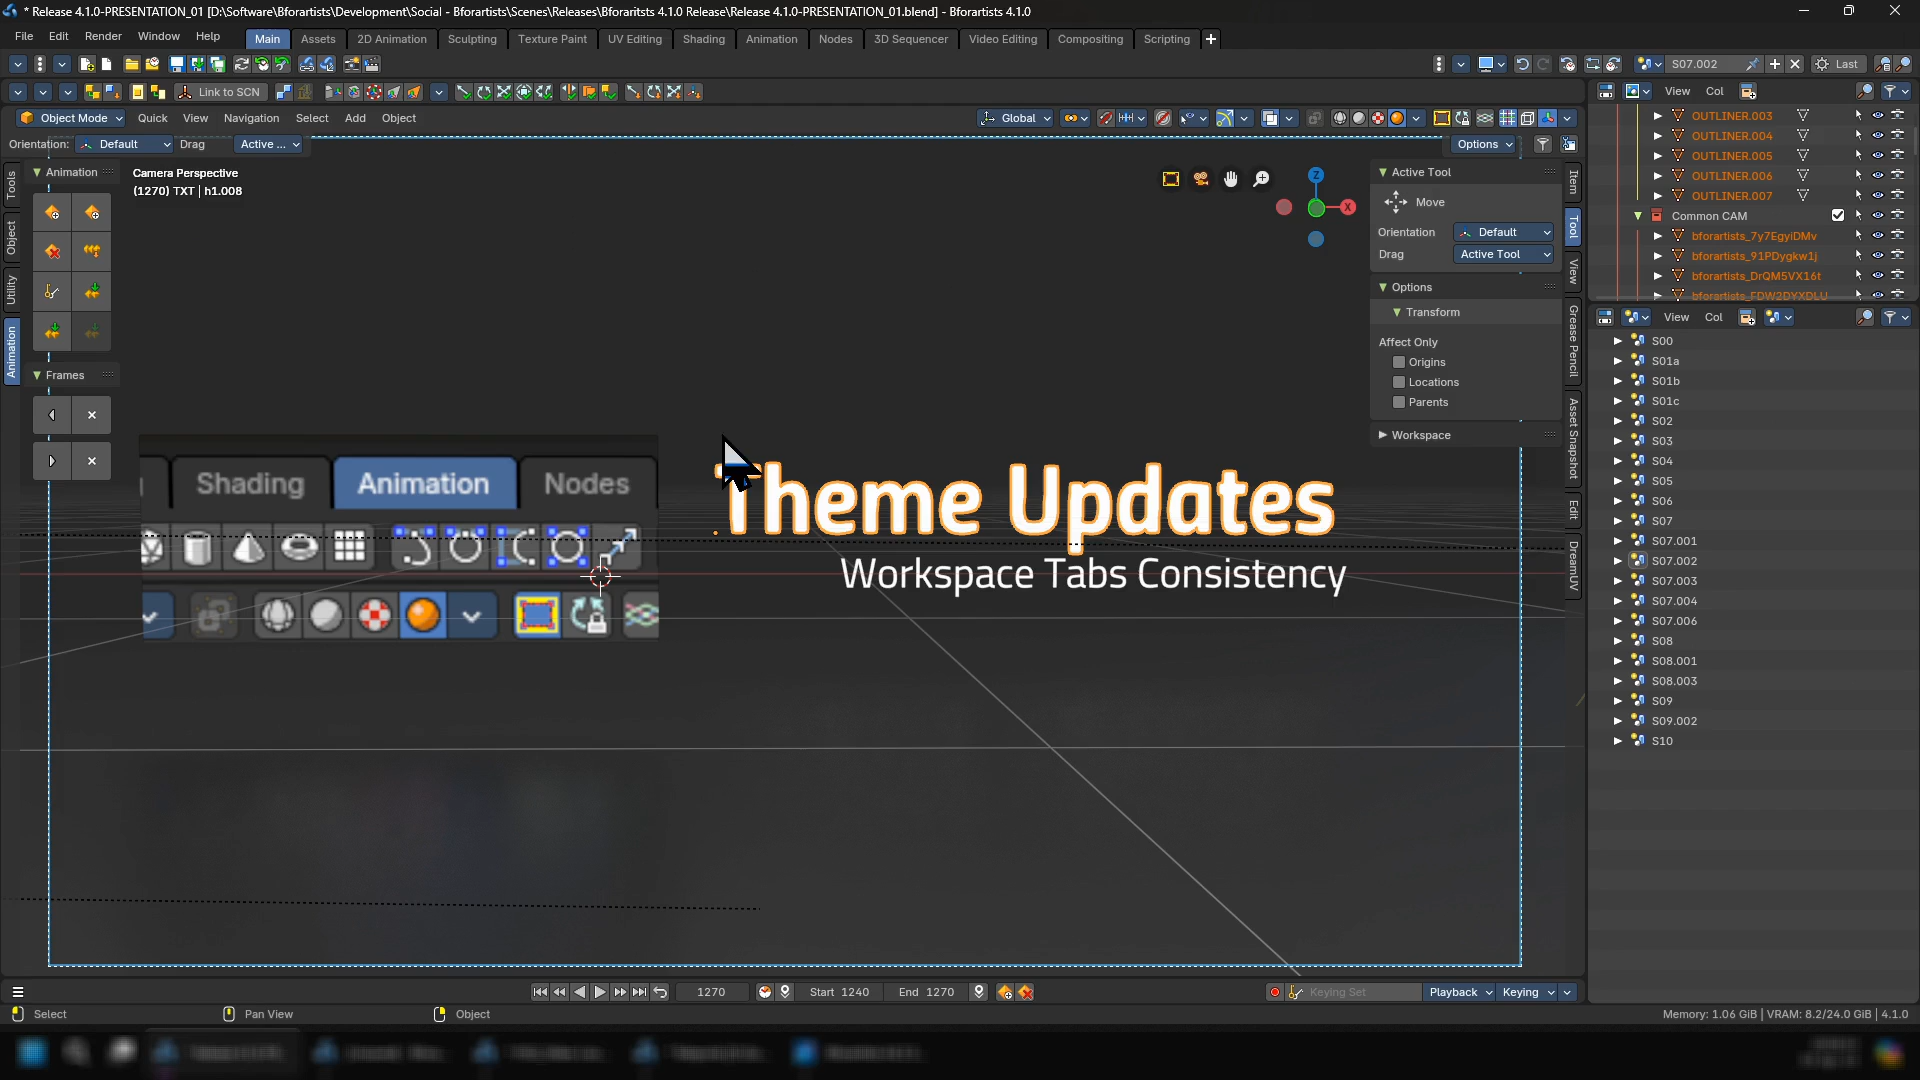 * Release 4.1.0-PRESENTATION_01 [D:\Software\Bforartists\Development\Social - Bforartists\Scenes\Releases\Bforaritsts 4.1.0 Release\Release 4.1.0-PRESENTATION_01.blend] - Bforartists 4.1.0
File Edit Render Window Help Main Assets 2D Animation Sculpting Texture Paint UV Editing Shading Animation Nodes 3D Sequencer Video Editing Compositing Scripting +
S07.002 Last
Link to SCN
View Col
Object Mode Quick View Navigation Select Add Object Global
Orientation: Default Drag Active ... Options
Animation
Camera Perspective
(1270) TXT | h1.008
Tools
Object
Utility
Animation
Frames
Z
X
Active Tool
Move
Orientation Default
Drag Active Tool
Options
Transform
Affect Only
Origins
Locations
Parents
Workspace
Item
Tool
View
Grease Pencil
Asset Snapshot
Edit
DreamUV
Shading Animation Nodes
Theme Updates
Workspace Tabs Consistency
OUTLINER.003
OUTLINER.004
OUTLINER.005
OUTLINER.006
OUTLINER.007
Common CAM
bforartists_7y7EgyiDMv
bforartists_91PDygkw1j
bforartists_DrQM5VX16t
bforartists_FDW2DYXDLU
View Col
S00
S01a
S01b
S01c
S02
S03
S04
S05
S06
S07
S07.001
S07.002
S07.003
S07.004
S07.006
S08
S08.001
S08.003
S09
S09.002
S10
1270 Start 1240 End 1270 Keying Set Playback Keying
Select Pan View Object Memory: 1.06 GiB | VRAM: 8.2/24.0 GiB | 4.1.0